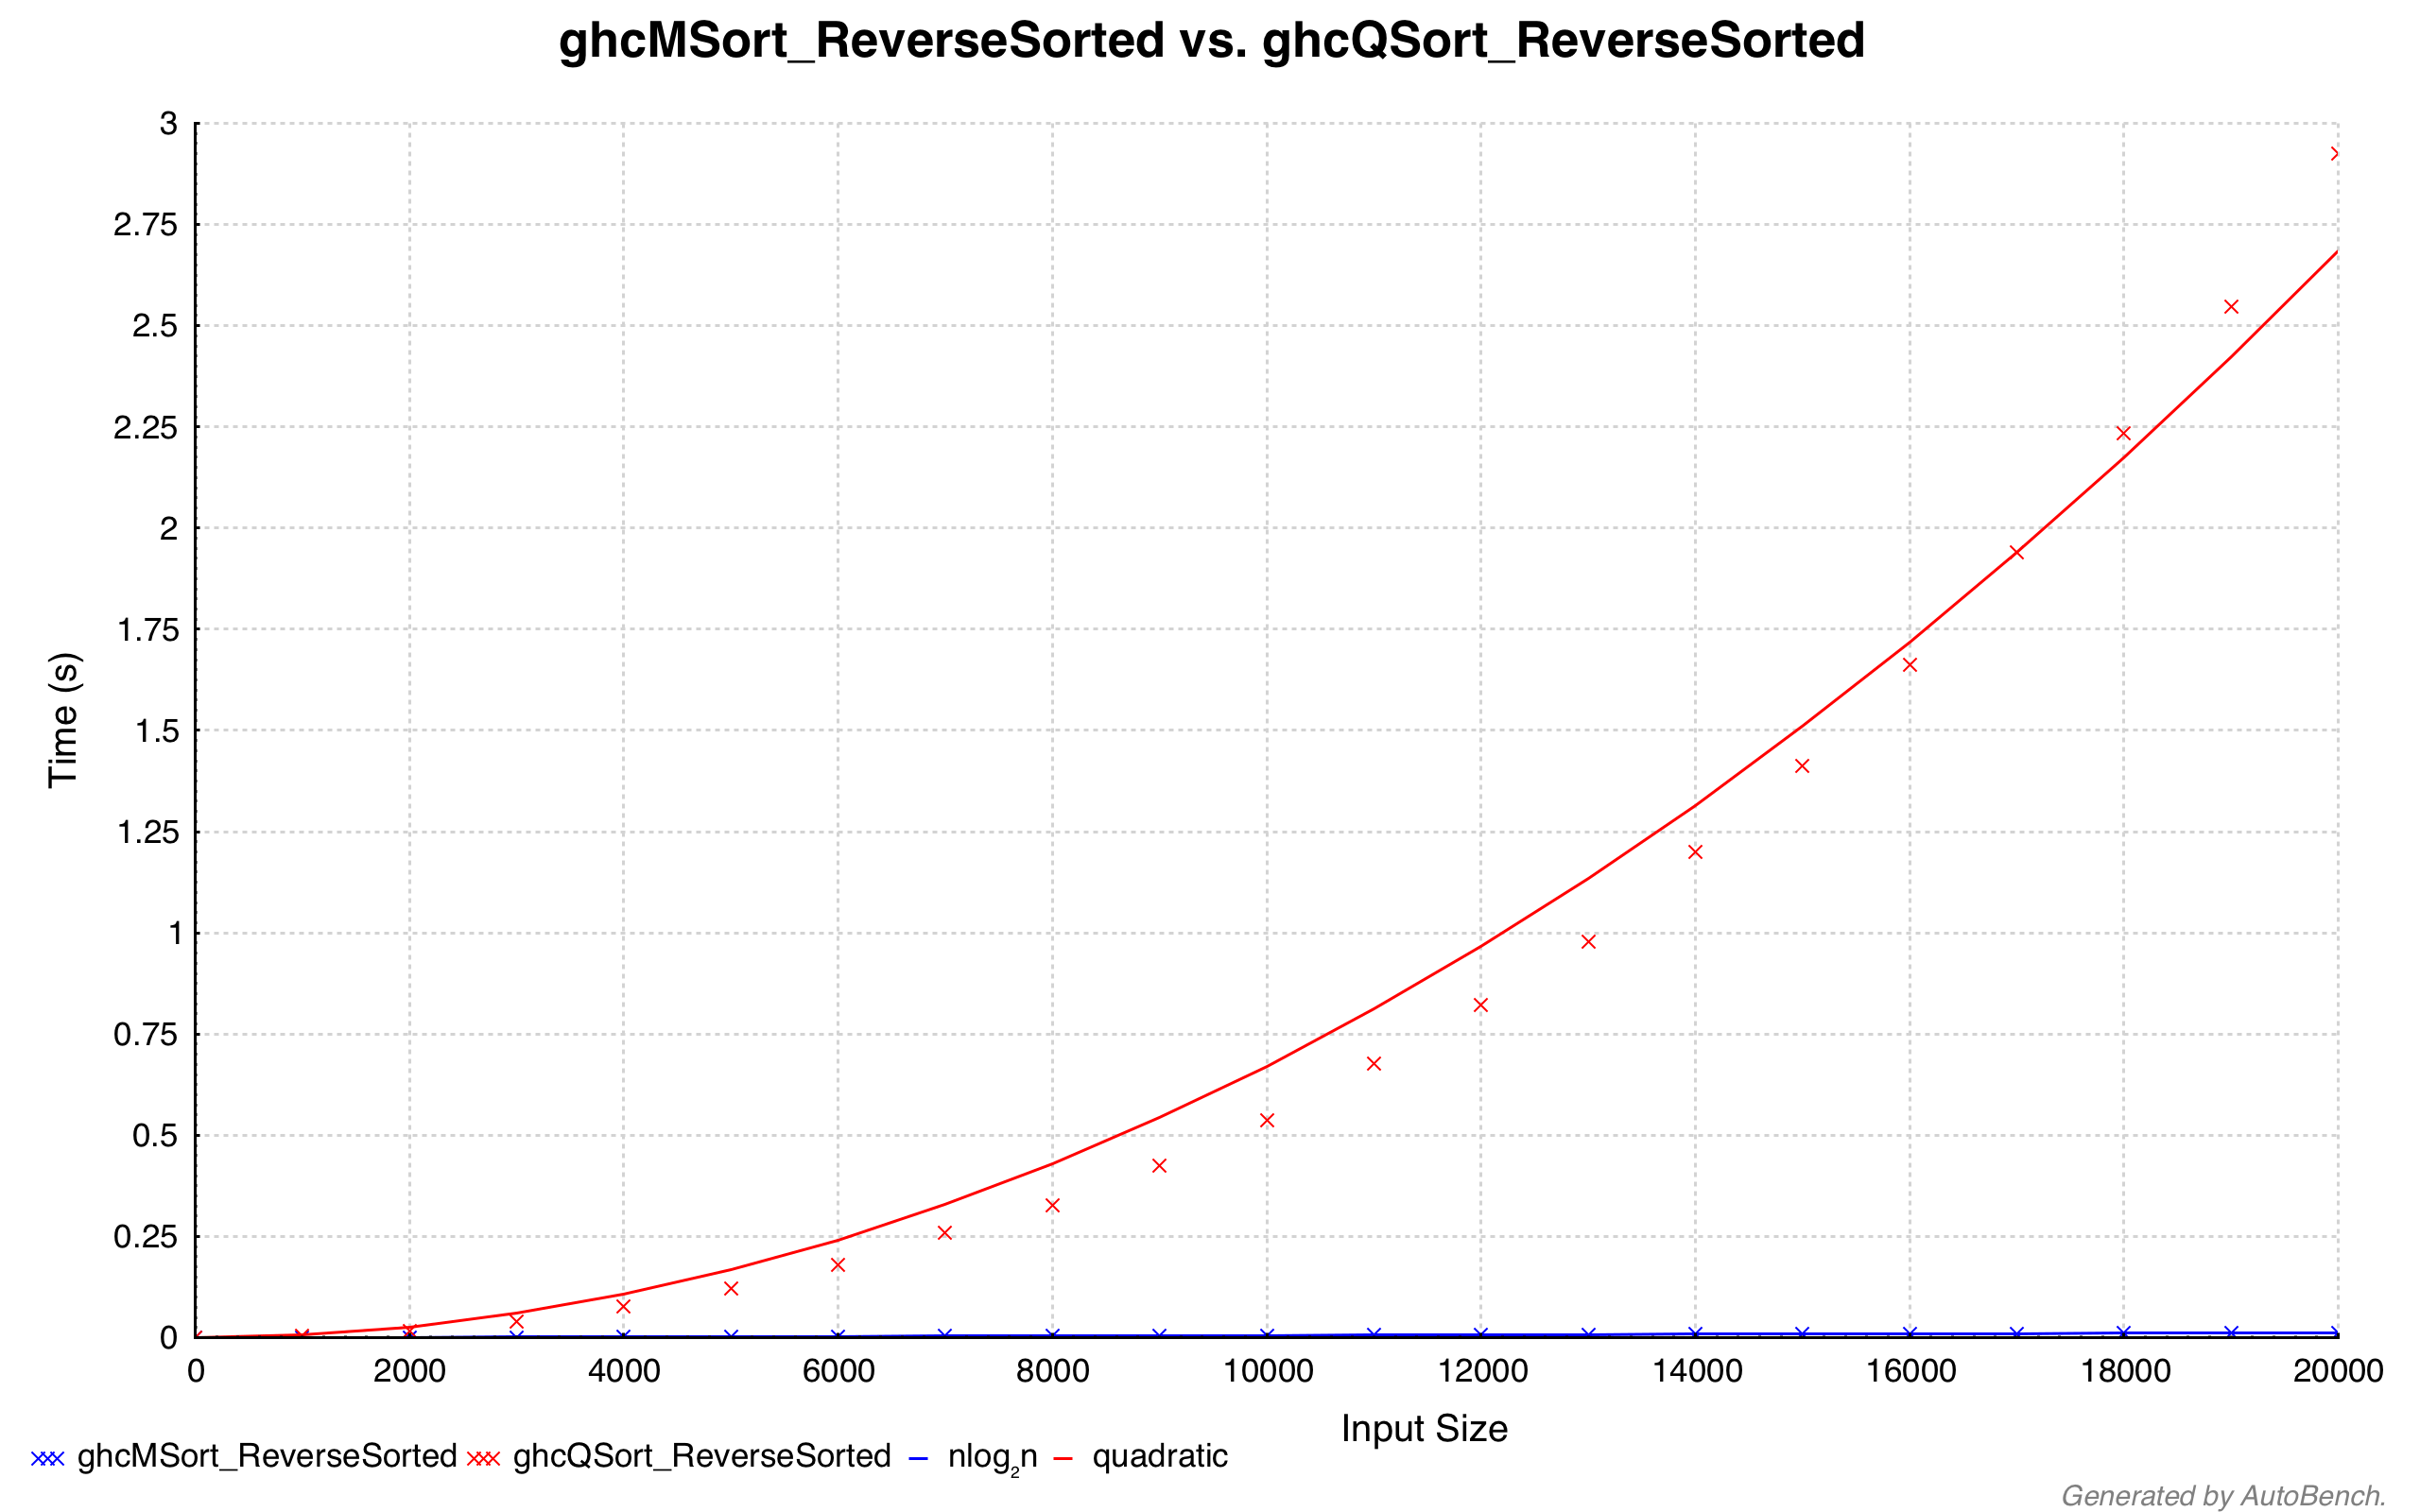 ghcMSort_ReverseSorted vs. ghcQSort_ReverseSorted
3
2.75
2.5
2.25
2
1.75
1.5
1.25
1
0.75
0.5
0.25
0
Time (s)
0 2000 4000 6000 8000 10000 12000 14000 16000 18000 20000
Input Size
ghcMSort_ReverseSorted ghcQSort_ReverseSorted nlog₂n quadratic
Generated by AutoBench.